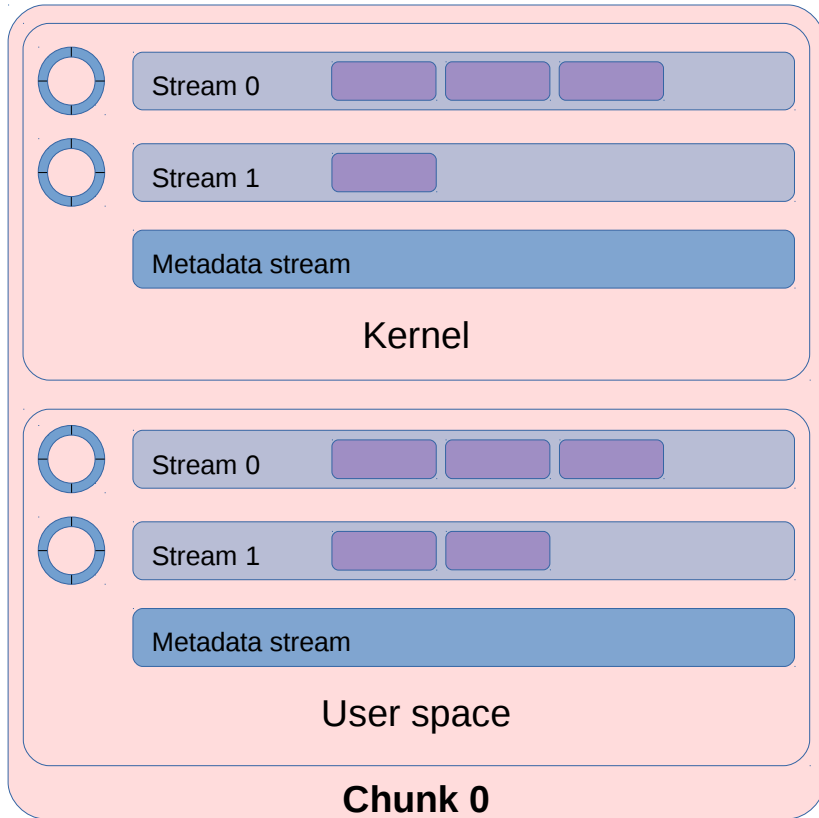 Stream 0
Stream 1
Metadata stream
Kernel
Stream 0
Stream 1
Metadata stream
User space
Chunk 0